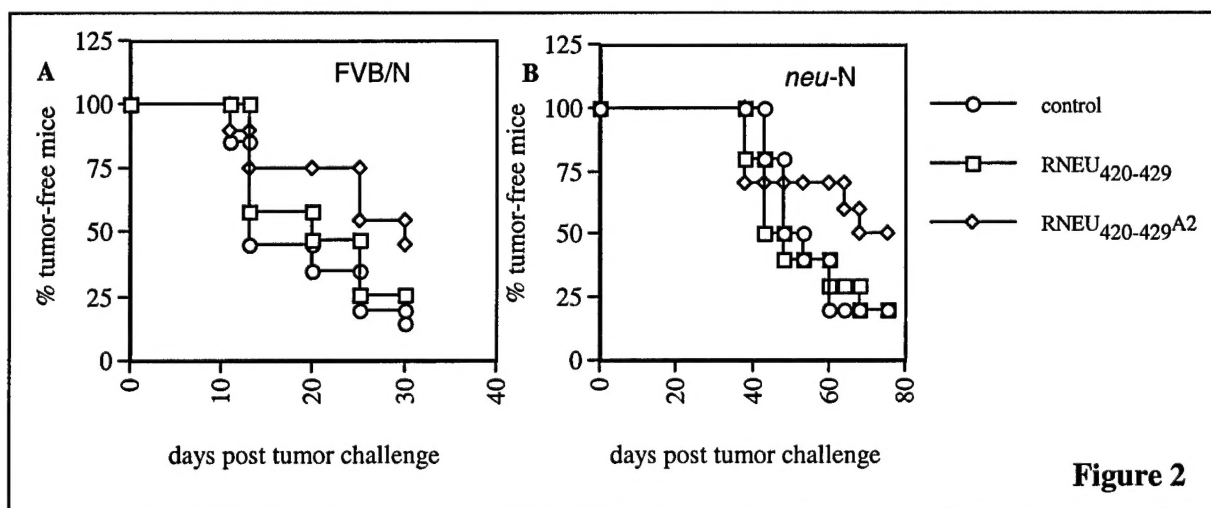 A
FVB/N
% tumor-free mice
125
100
75
50
25
0
0
10
20
30
40
days post tumor challenge
B
neu-N
% tumor-free mice
125
100
75
50
25
0
0
20
40
60
80
days post tumor challenge
control
RNEU420-429
RNEU420-429A2
Figure 2